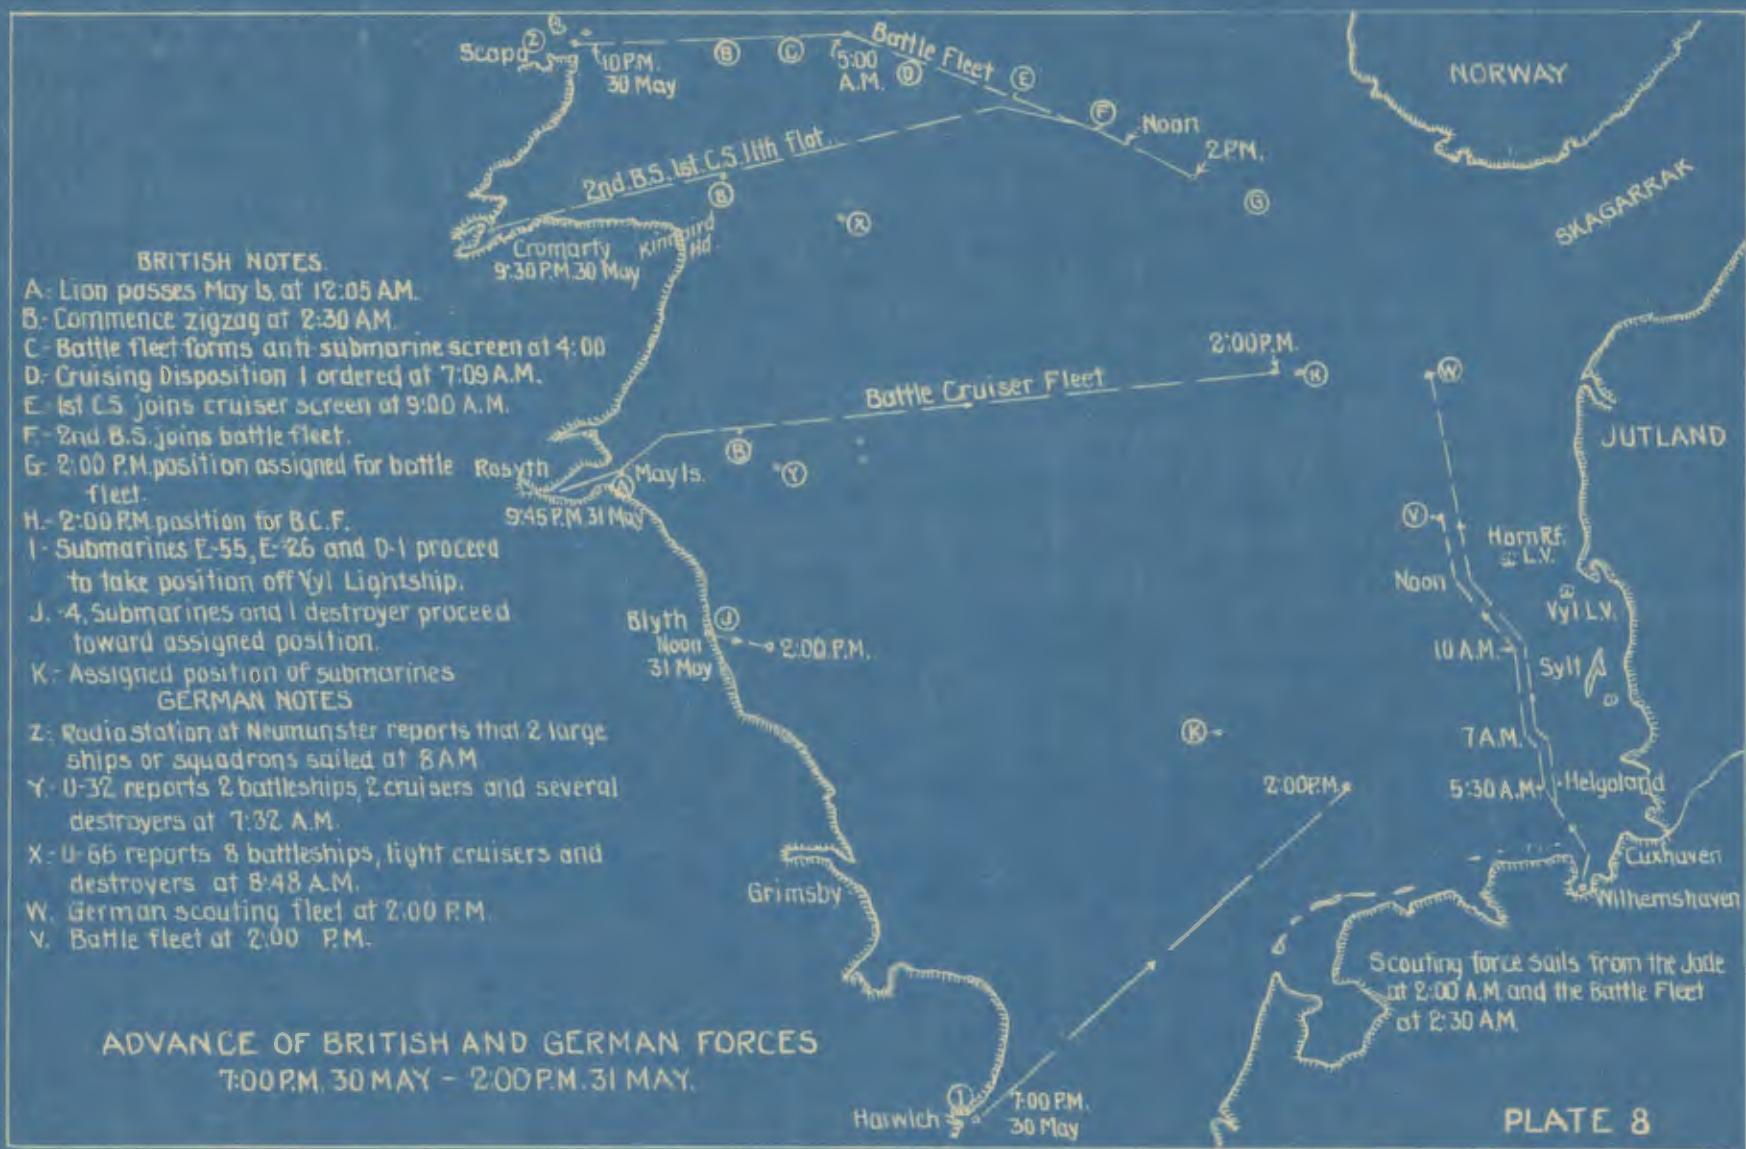 Scapa
Z
10 P.M.
30 May
B
C
5:00
A.M.
Battle Fleet
D
E
F
Noon
2 P.M.
G
NORWAY
SKAGARRAK
2nd. B.S. 1st. C.S. 11th flot.
B
X
Cromarty
9:30 P.M. 30 May
Kinnaird
Hd.
BRITISH NOTES.
A.- Lion passes May Is. at 12:05 A.M.
B.- Commence zigzag at 2:30 A.M.
C.- Battle fleet forms anti-submarine screen at 4:00
D.- Cruising Disposition 1 ordered at 7:09 A.M.
E.- 1st C.S. joins cruiser screen at 9:00 A.M.
F.- 2nd B.S. joins battle fleet.
G.- 2:00 P.M. position assigned for battle
fleet.
H.- 2:00 P.M. position for B.C.F.
I.- Submarines E-55, E-26 and D-1 proceed
to take position off Vyl Lightship.
J.- 4, Submarines and 1 destroyer proceed
toward assigned position.
K.- Assigned position of submarines
GERMAN NOTES
Z.- Radio station at Neumunster reports that 2 large
ships or squadrons sailed at 8 A.M
Y.- U-32 reports 2 battleships, 2 cruisers and several
destroyers at 7:32 A.M.
X.- U-66 reports 8 battleships, light cruisers and
destroyers at 8:48 A.M.
W. German scouting fleet at 2:00 P.M.
V. Battle fleet at 2:00 P.M.
Battle Cruiser Fleet
2:00 P.M.
H
W
JUTLAND
Rosyth
A
May Is.
B
Y
9:45 P.M. 31 May
V
Horn Rf.
L.V.
Noon
Vyl L.V.
Blyth
Noon
31 May
J
2:00 P.M.
10 A.M.
Sylt
K
7 A.M.
2:00 P.M.
5:30 A.M.
Helgoland
Cuxhaven
Wilhemshaven
Grimsby
Scouting force sails from the Jade
at 2:00 A.M. and the Battle Fleet
at 2:30 A.M.
ADVANCE OF BRITISH AND GERMAN FORCES
7:00 P.M. 30 MAY - 2:00 P.M. 31 MAY.
Harwich
I
7:00 P.M.
30 May
PLATE 8